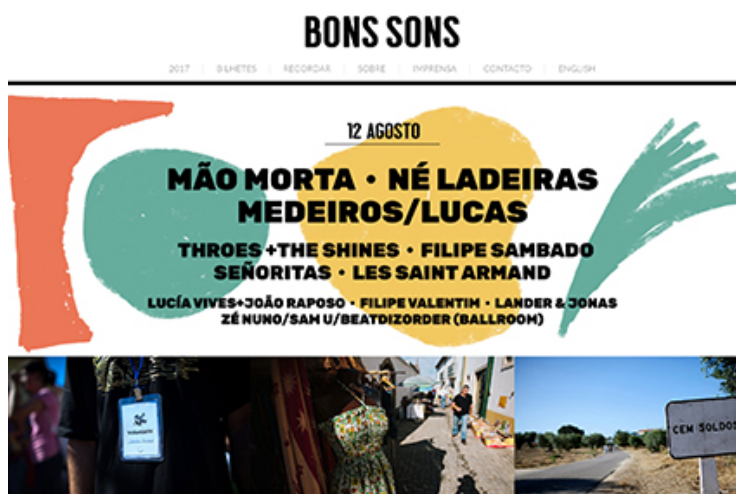 BONS SONS
2017 | BILHETES | RECORDAR | SOBRE | IMPRENSA | CONTACTO | ENGLISH
12 AGOSTO
MÃO MORTA • NÉ LADEIRAS
MEDEIROS/LUCAS
THROES +THE SHINES • FILIPE SAMBADO
SEÑORITAS • LES SAINT ARMAND
LUCÍA VIVES+JOÃO RAPOSO • FILIPE VALENTIM • LANDER & JONAS
ZÉ NUNO/SAM U/BEATDIZORDER (BALLROOM)
CEM SOLDOS